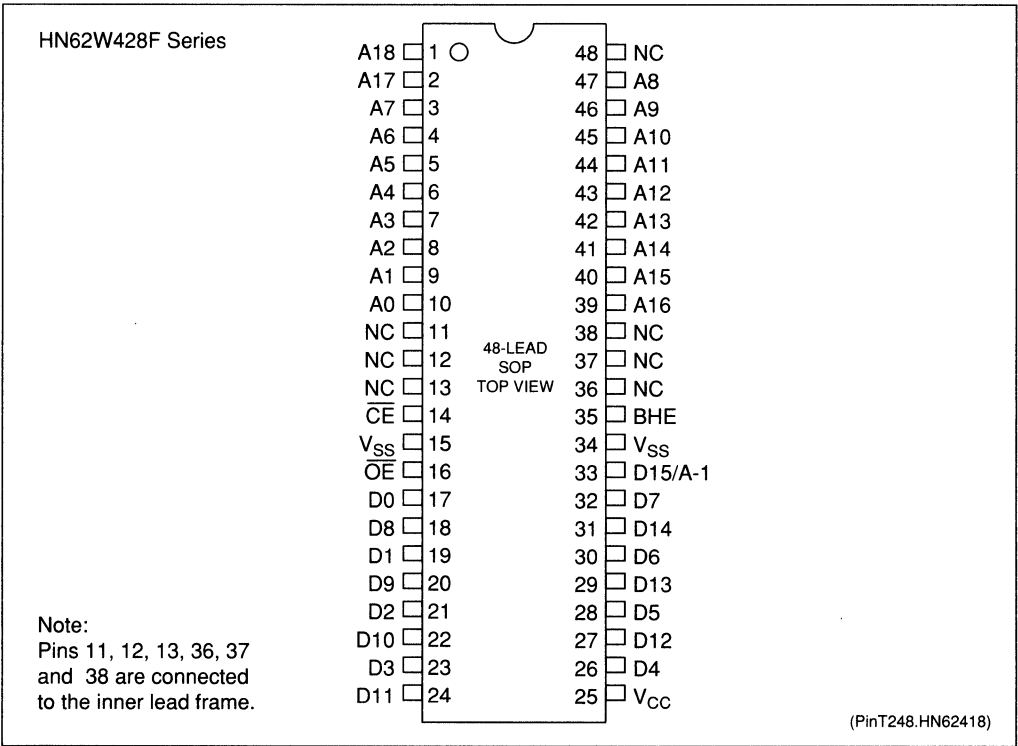 HN62W428F Series
A18 1 48 NC
A17 2 47 A8
A7 3 46 A9
A6 4 45 A10
A5 5 44 A11
A4 6 43 A12
A3 7 42 A13
A2 8 41 A14
A1 9 40 A15
A0 10 39 A16
NC 11 38 NC
NC 12 37 NC
NC 13 36 NC
48-LEAD
SOP
TOP VIEW
C̅E̅ 14 35 BHE
VSS 15 34 VSS
O̅E̅ 16 33 D15/A-1
D0 17 32 D7
D8 18 31 D14
D1 19 30 D6
D9 20 29 D13
D2 21 28 D5
D10 22 27 D12
D3 23 26 D4
D11 24 25 VCC
Note:
Pins 11, 12, 13, 36, 37
and 38 are connected
to the inner lead frame.
(PinT248.HN62418)